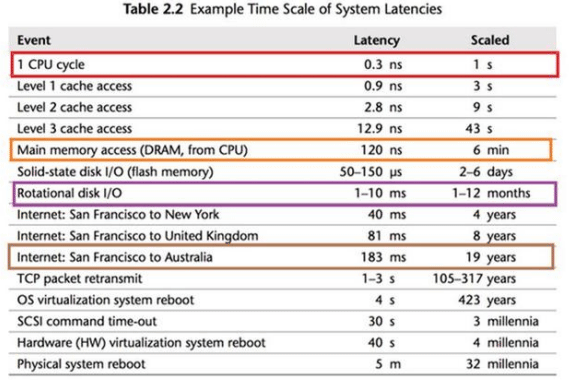 Table 2.2 Example Time Scale of System Latencies
Event Latency Scaled
1 CPU cycle 0.3 ns 1 s
Level 1 cache access 0.9 ns 3 s
Level 2 cache access 2.8 ns 9 s
Level 3 cache access 12.9 ns 43 s
Main memory access (DRAM, from CPU) 120 ns 6 min
Solid-state disk I/O (flash memory) 50–150 μs 2–6 days
Rotational disk I/O 1–10 ms 1–12 months
Internet: San Francisco to New York 40 ms 4 years
Internet: San Francisco to United Kingdom 81 ms 8 years
Internet: San Francisco to Australia 183 ms 19 years
TCP packet retransmit 1–3 s 105–317 years
OS virtualization system reboot 4 s 423 years
SCSI command time-out 30 s 3 millennia
Hardware (HW) virtualization system reboot 40 s 4 millennia
Physical system reboot 5 m 32 millennia